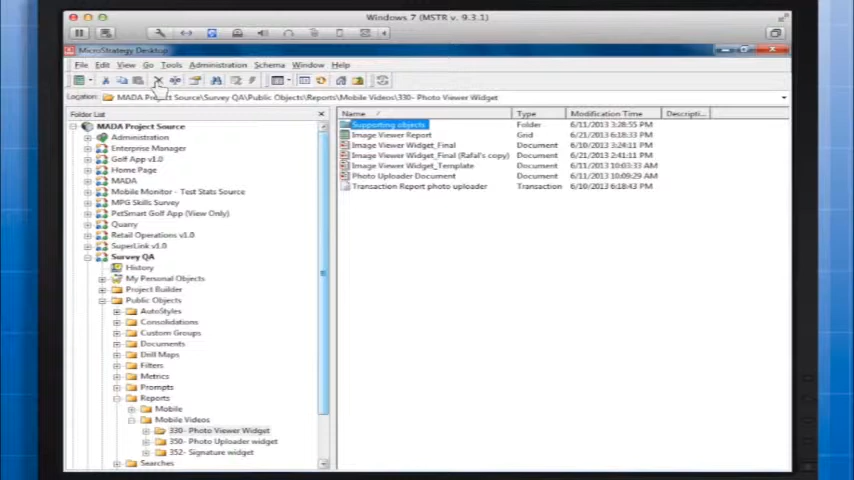 Windows 7 (MSTR v. 9.3.1)
MicroStrategy Desktop
File Edit View Go Tools Administration Schema Window Help
Location: MADA Project Source\Survey QA\Public Objects\Reports\Mobile Videos\330- Photo Viewer Widget
Folder List
Name Type Modification Time Descripti...
MADA Project Source
Administration
Enterprise Manager
Golf App v1.0
Home Page
MADA
Mobile Monitor - Test Stats Source
MPG Skills Survey
PetSmart Golf App (View Only)
Quarry
Retail Operations v1.0
SuperLink v1.0
Survey QA
History
My Personal Objects
Project Builder
Public Objects
AutoStyles
Consolidations
Custom Groups
Documents
Drill Maps
Filters
Metrics
Prompts
Reports
Mobile
Mobile Videos
330- Photo Viewer Widget
350- Photo Uploader widget
352- Signature widget
Searches
Supporting objects Folder 6/11/2013 3:28:55 PM
Image Viewer Report Grid 6/21/2013 6:18:33 PM
Image Viewer Widget_Final Document 6/10/2013 3:24:11 PM
Image Viewer Widget_Final (Rafal's copy) Document 6/21/2013 2:41:11 PM
Image Viewer Widget_Template Document 6/11/2013 10:03:33 AM
Photo Uploader Document Document 6/11/2013 10:09:29 AM
Transaction Report photo uploader Transaction 6/10/2013 6:18:43 PM